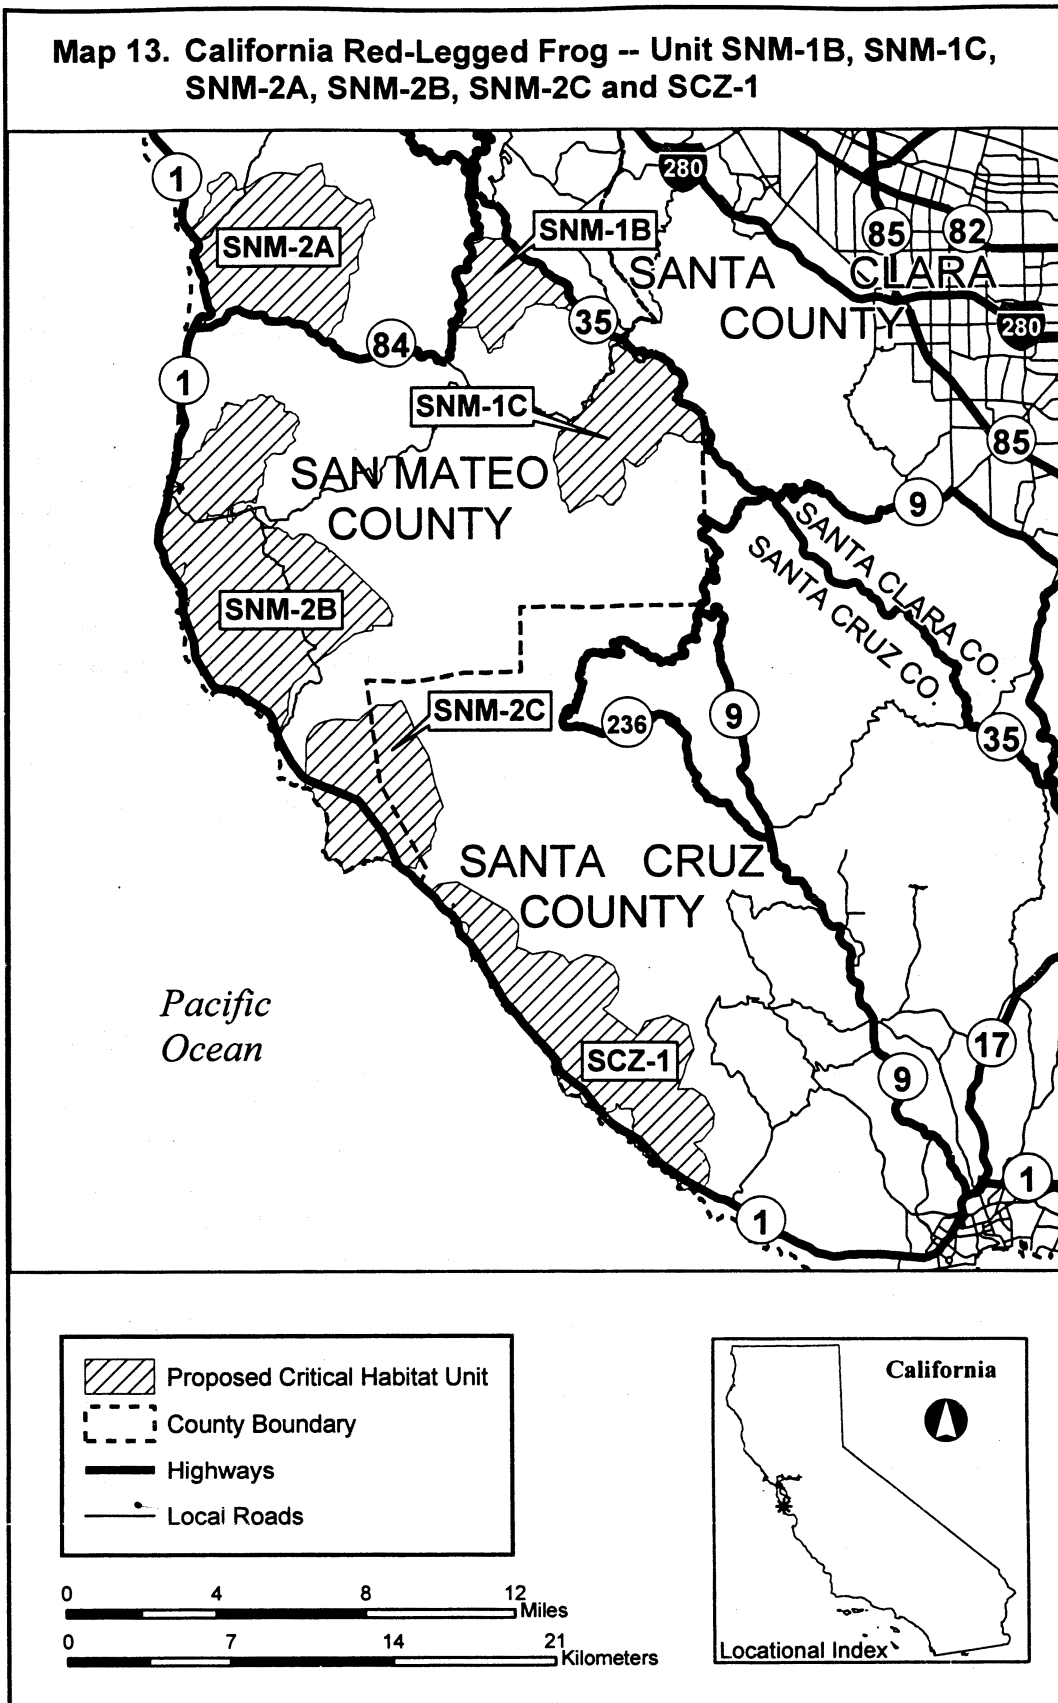 Map 13. California Red-Legged Frog -- Unit SNM-1B, SNM-1C,
SNM-2A, SNM-2B, SNM-2C and SCZ-1
1
280
SNM-2A
SNM-1B
85
82
SANTA CLARA
COUNTY
35
280
84
1
SNM-1C
85
SAN MATEO
COUNTY
9
SANTA CLARA CO.
SANTA CRUZ CO.
SNM-2B
SNM-2C
236
9
35
SANTA CRUZ
COUNTY
Pacific
Ocean
SCZ-1
17
9
1
1
Proposed Critical Habitat Unit
County Boundary
Highways
Local Roads
California
0 4 8 12
Miles
0 7 14 21
Kilometers
Locational Index